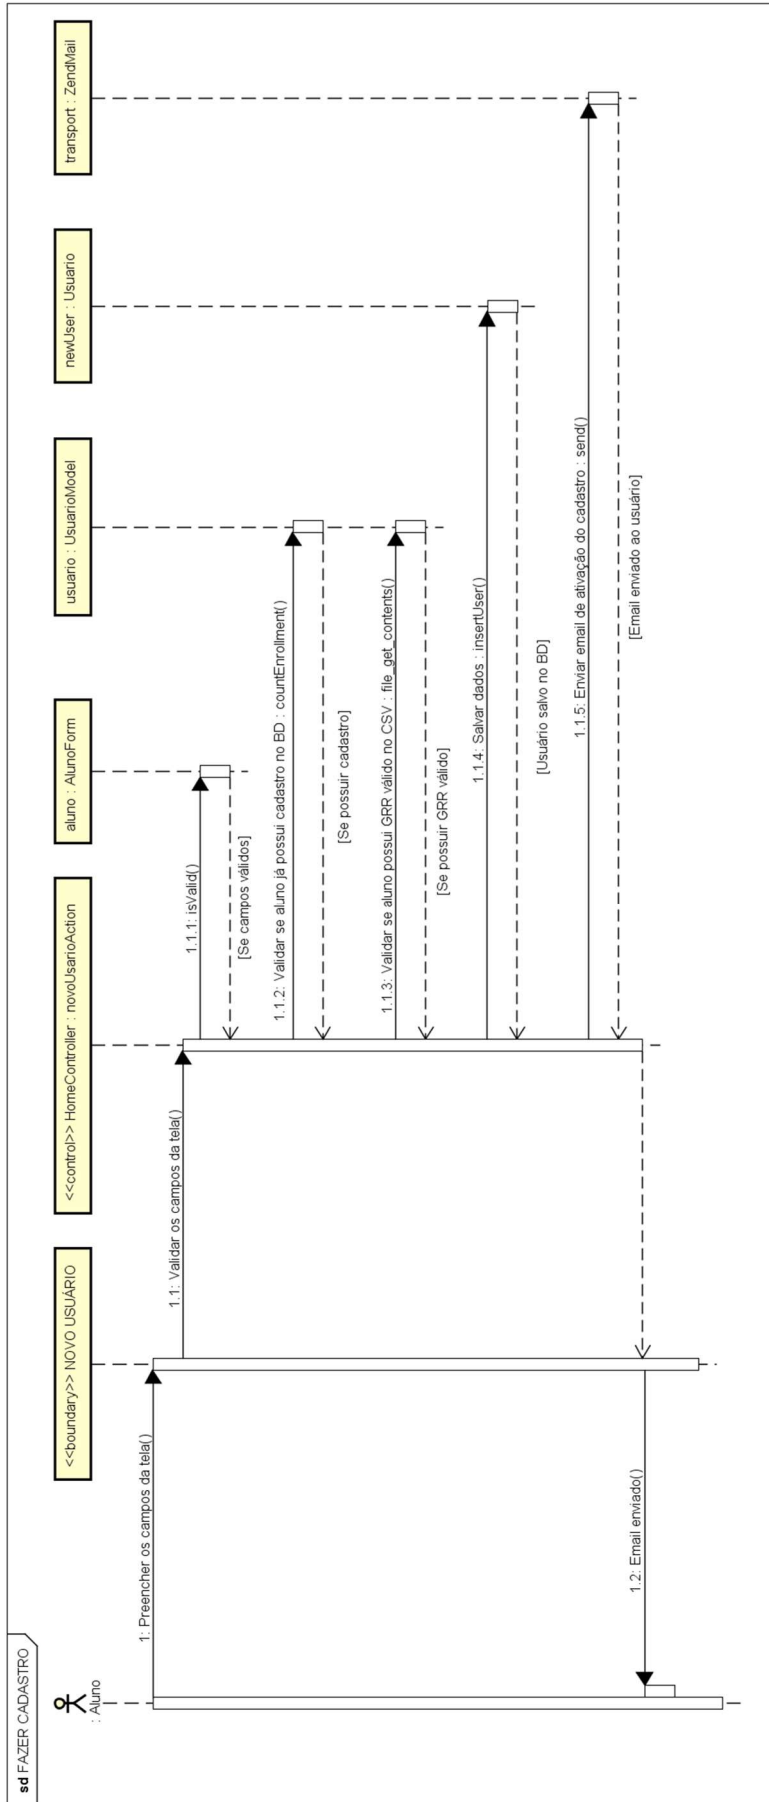 sd FAZER CADASTRO
: Aluno
<<boundary>> NOVO USUÁRIO
<<control>> HomeController : novoUsarioAction
aluno : AlunoForm
usuario : UsuarioModel
newUser : Usuario
transport : ZendMail
1: Preencher os campos da tela()
1.1: Validar os campos da tela()
1.1.1: isValid()
[Se campos válidos]
1.1.2: Validar se aluno já possui cadastro no BD : countEnrollment()
[Se possuir cadastro]
1.1.3: Validar se aluno possui GRR válido no CSV : file_get_contents()
[Se possuir GRR válido]
1.1.4: Salvar dados : insertUser()
[Usuário salvo no BD]
1.1.5: Enviar email de ativação do cadastro : send()
[Email enviado ao usuário]
1.2: Email enviado()